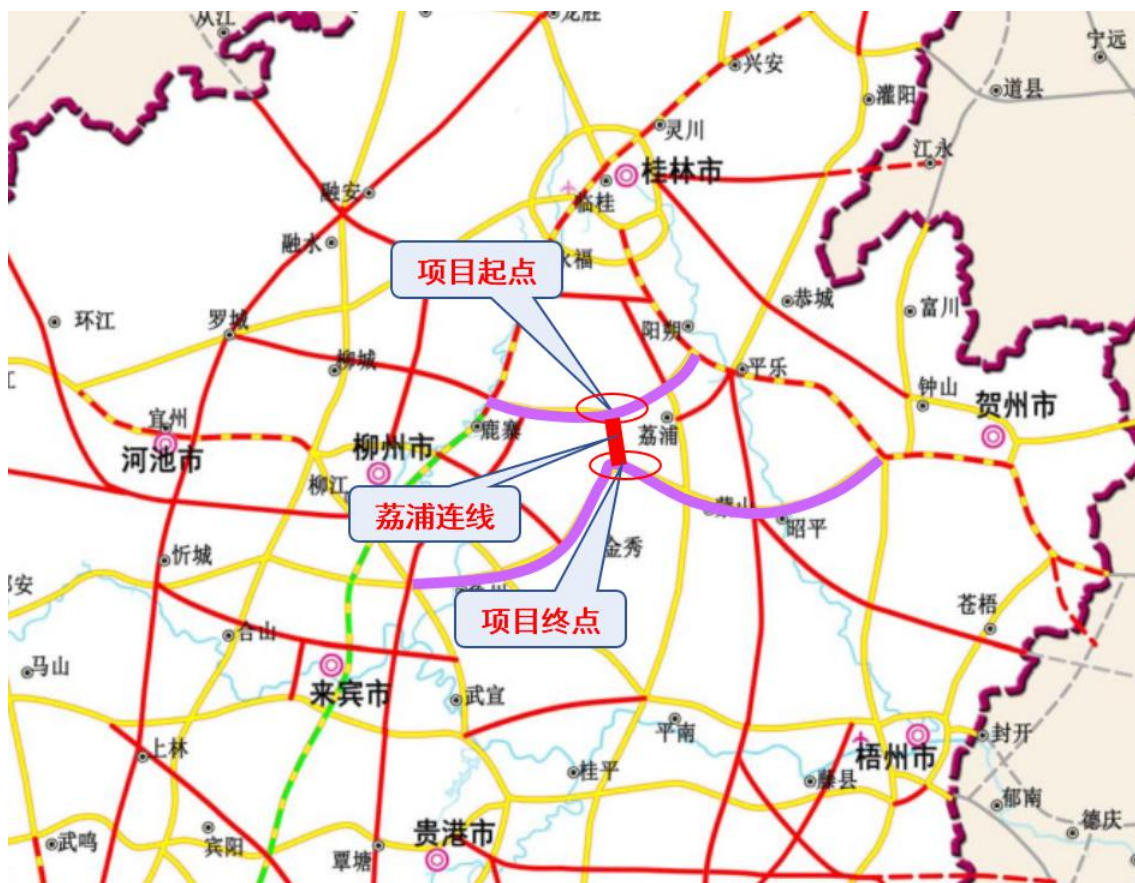 从江
龙胜
宁远
兴安
道县
灌阳
灵川
江永
桂林市
融安
临桂
融水
项目起点
永福
恭城
富川
环江
罗城
阳朔
柳城
平乐
钟山
贺州市
宜州
鹿寨
荔浦
河池市
柳州市
柳江
荔浦连线
蒙山
昭平
忻城
金秀
项目终点
苍梧
合山
马山
来宾市
武宣
平南
封开
梧州市
上林
桂平
藤县
郁南
德庆
武鸣
宾阳
贵港市
覃塘